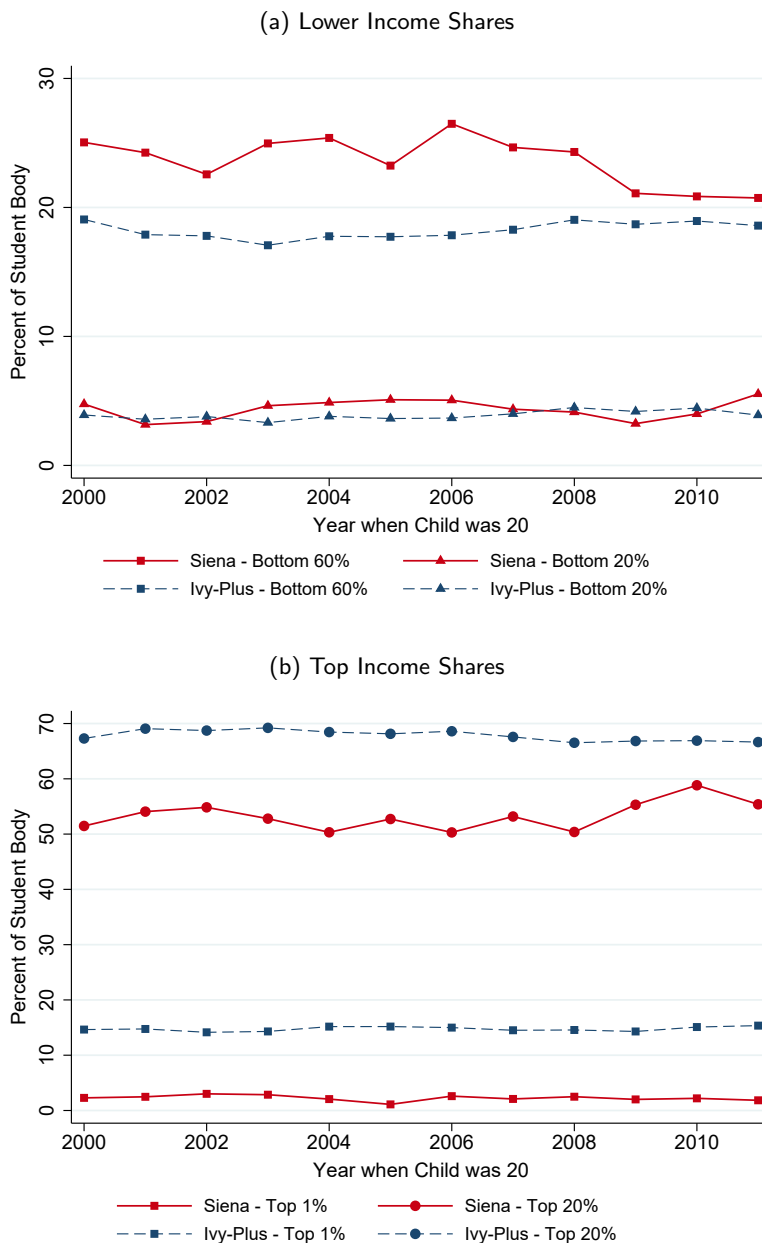 (a) Lower Income Shares
30
20
10
0
Percent of Student Body
2000 2002 2004 2006 2008 2010
Year when Child was 20
Siena - Bottom 60% Siena - Bottom 20%
Ivy-Plus - Bottom 60% Ivy-Plus - Bottom 20%
(b) Top Income Shares
70
60
50
40
30
20
10
0
Percent of Student Body
2000 2002 2004 2006 2008 2010
Year when Child was 20
Siena - Top 1% Siena - Top 20%
Ivy-Plus - Top 1% Ivy-Plus - Top 20%